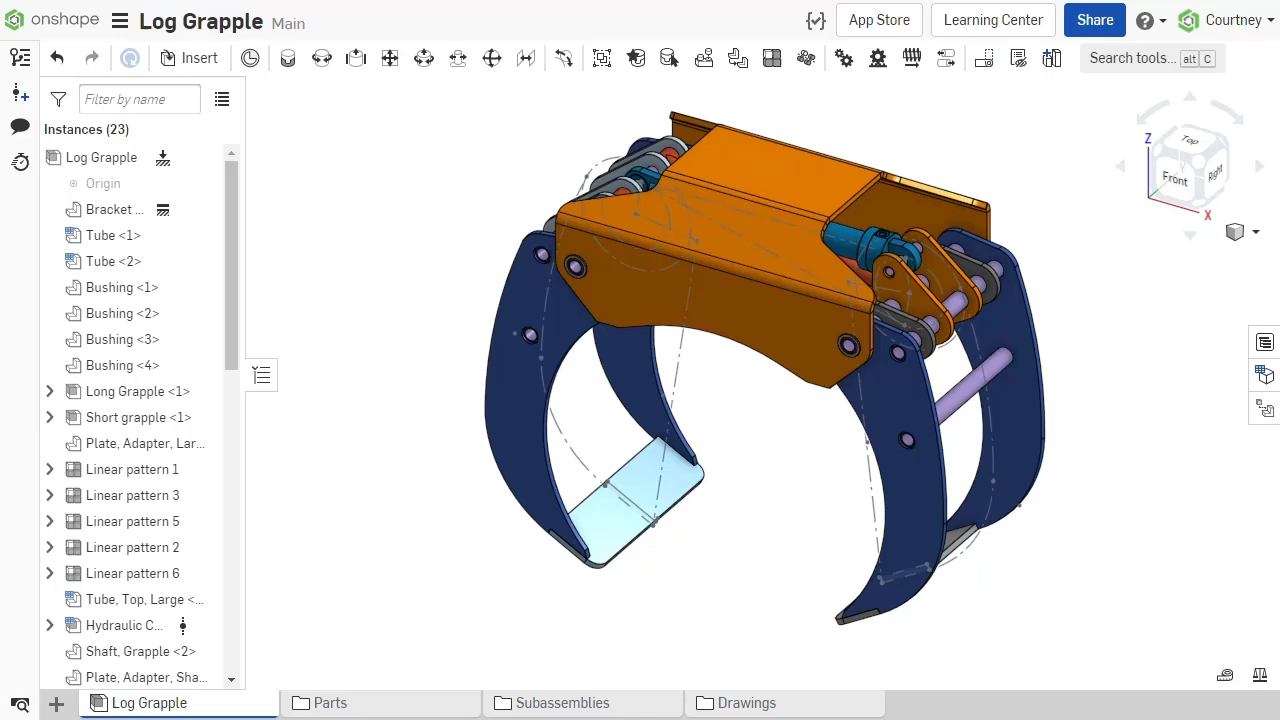 onshape Log Grapple Main App Store Learning Center Share Courtney
Insert Search tools... alt C
Filter by name
Instances (23)
Log Grapple
Origin
Bracket ...
Tube <1>
Tube <2>
Bushing <1>
Bushing <2>
Bushing <3>
Bushing <4>
Long Grapple <1>
Short grapple <1>
Plate, Adapter, Lar...
Linear pattern 1
Linear pattern 3
Linear pattern 5
Linear pattern 2
Linear pattern 6
Tube, Top, Large <...
Hydraulic C...
Shaft, Grapple <2>
Plate, Adapter, Sha...
Z
Top
Front
Right
X
Log Grapple Parts Subassemblies Drawings